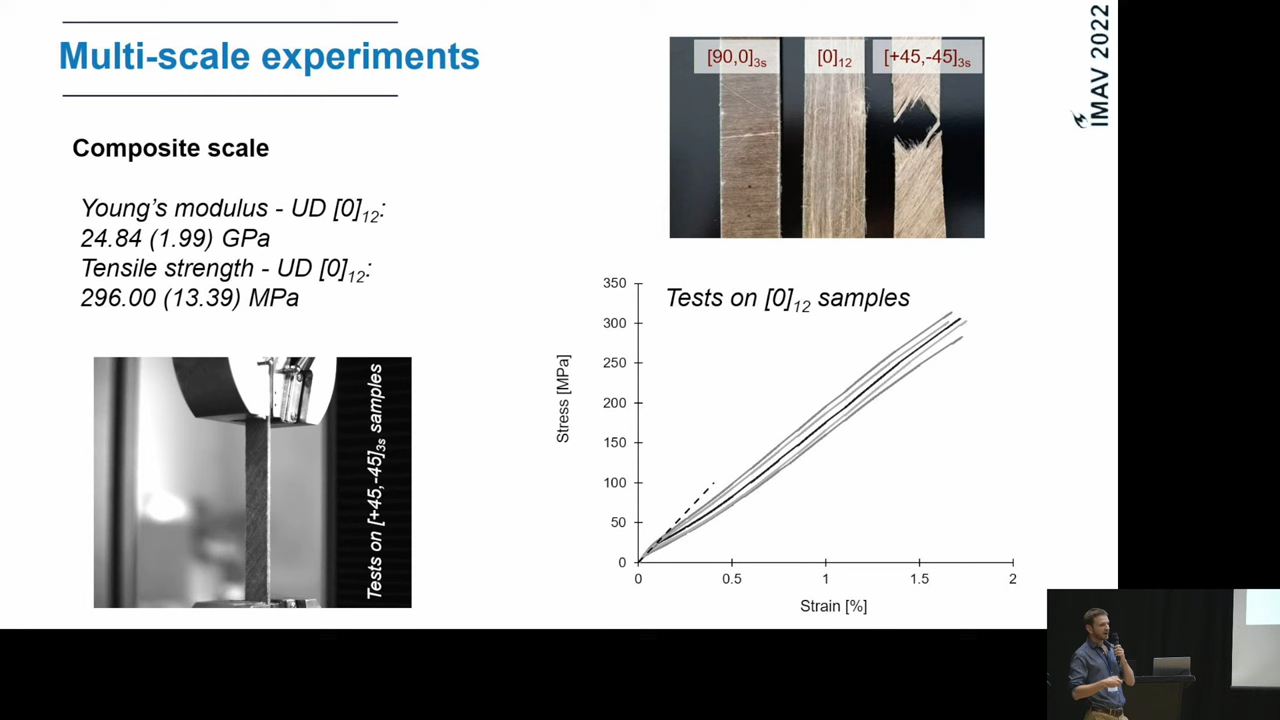 Multi-scale experiments
Composite scale
Young's modulus - UD [0]12:
24.84 (1.99) GPa
Tensile strength - UD [0]12:
296.00 (13.39) MPa
Tests on [+45,-45]3s samples
[90,0]3s
[0]12
[+45,-45]3s
IMAV 2022
Tests on [0]12 samples
350
300
250
200
150
100
50
0
Stress [MPa]
0
0.5
1
1.5
2
Strain [%]